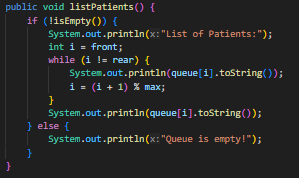 public void listPatients() {
    if (!isEmpty()) {
        System.out.println(x:"List of Patients:");
        int i = front;
        while (i != rear) {
            System.out.println(queue[i].toString());
            i = (i + 1) % max;
        }
        System.out.println(queue[i].toString());
    } else {
        System.out.println(x:"Queue is empty!");
    }
}